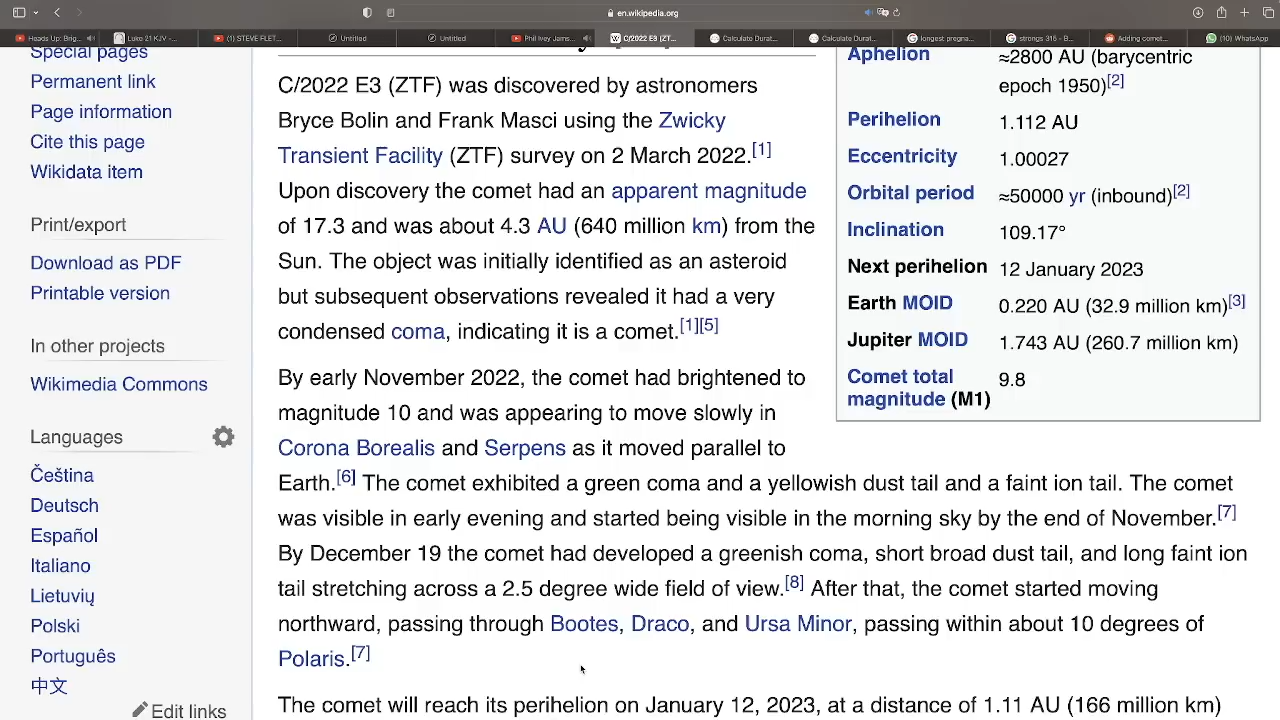 en.wikipedia.org
Heads Up: Brig...
Luke 21 KJV -...
(1) STEVE FLET...
Untitled
Untitled
Phil Ivey Jams...
C/2022 E3 (ZT...
Calculate Durat...
Calculate Durat...
longest pregna...
strongs 316 - B...
Adding comet...
(10) WhatsApp
Special pages
Permanent link
Page information
Cite this page
Wikidata item
Print/export
Download as PDF
Printable version
In other projects
Wikimedia Commons
Languages
Čeština
Deutsch
Español
Italiano
Lietuvių
Polski
Português
中文
Edit links
C/2022 E3 (ZTF) was discovered by astronomers
Bryce Bolin and Frank Masci using the Zwicky
Transient Facility (ZTF) survey on 2 March 2022.[1]
Upon discovery the comet had an apparent magnitude
of 17.3 and was about 4.3 AU (640 million km) from the
Sun. The object was initially identified as an asteroid
but subsequent observations revealed it had a very
condensed coma, indicating it is a comet.[1][5]
By early November 2022, the comet had brightened to
magnitude 10 and was appearing to move slowly in
Corona Borealis and Serpens as it moved parallel to
Earth.[6] The comet exhibited a green coma and a yellowish dust tail and a faint ion tail. The comet
was visible in early evening and started being visible in the morning sky by the end of November.[7]
By December 19 the comet had developed a greenish coma, short broad dust tail, and long faint ion
tail stretching across a 2.5 degree wide field of view.[8] After that, the comet started moving
northward, passing through Bootes, Draco, and Ursa Minor, passing within about 10 degrees of
Polaris.[7]
The comet will reach its perihelion on January 12, 2023, at a distance of 1.11 AU (166 million km)
Aphelion ≈2800 AU (barycentric
epoch 1950)[2]
Perihelion 1.112 AU
Eccentricity 1.00027
Orbital period ≈50000 yr (inbound)[2]
Inclination 109.17°
Next perihelion 12 January 2023
Earth MOID 0.220 AU (32.9 million km)[3]
Jupiter MOID 1.743 AU (260.7 million km)
Comet total 9.8
magnitude (M1)